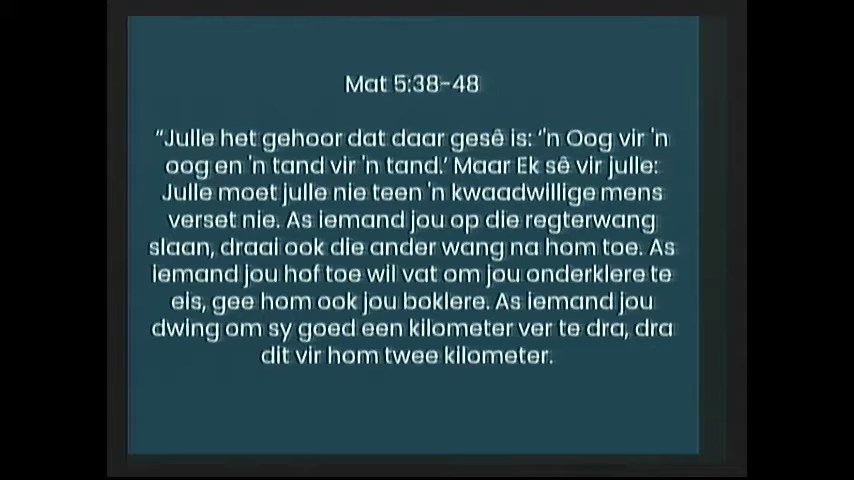 Mat 5:38-48
“Julle het gehoor dat daar gesê is: ‘'n Oog vir 'n
oog en 'n tand vir 'n tand.’ Maar Ek sê vir julle:
Julle moet julle nie teen 'n kwaadwillige mens
verset nie. As iemand jou op die regterwang
slaan, draai ook die ander wang na hom toe. As
iemand jou hof toe wil vat om jou onderklere te
eis, gee hom ook jou boklere. As iemand jou
dwing om sy goed een kilometer ver te dra, dra
dit vir hom twee kilometer.